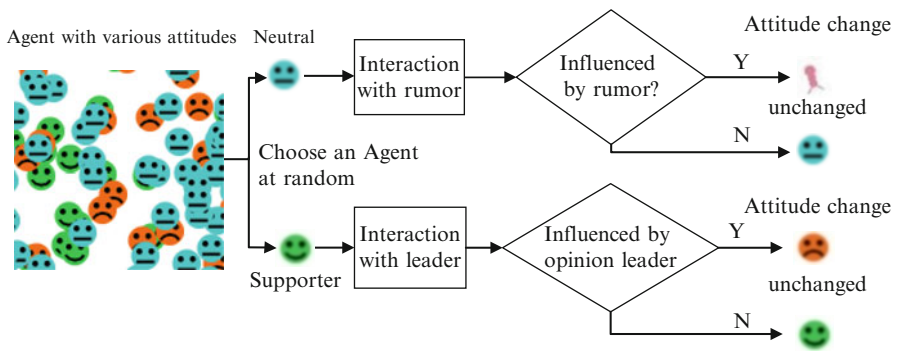 Agent with various attitudes
Neutral
Interaction
with rumor
Influenced
by rumor?
Y
Attitude change
unchanged
N
Choose an Agent
at random
Supporter
Interaction
with leader
Influenced by
opinion leader
Y
Attitude change
unchanged
N